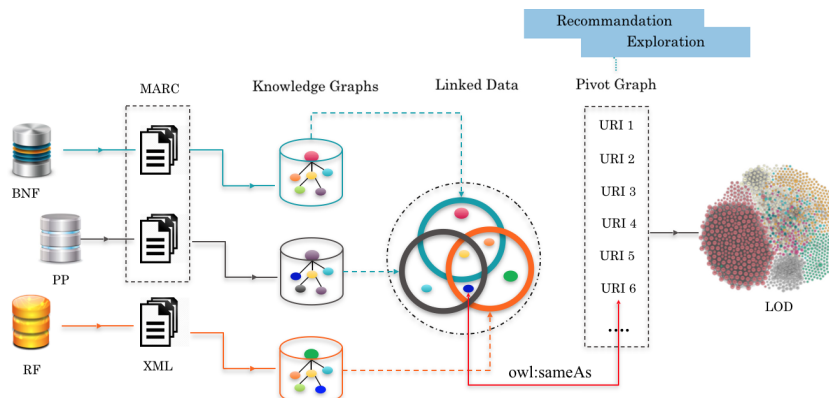 Recommandation
Exploration
MARC
Knowledge Graphs
Linked Data
Pivot Graph
BNF
PP
RF
XML
URI 1
URI 2
URI 3
URI 4
URI 5
URI 6
....
owl:sameAs
LOD